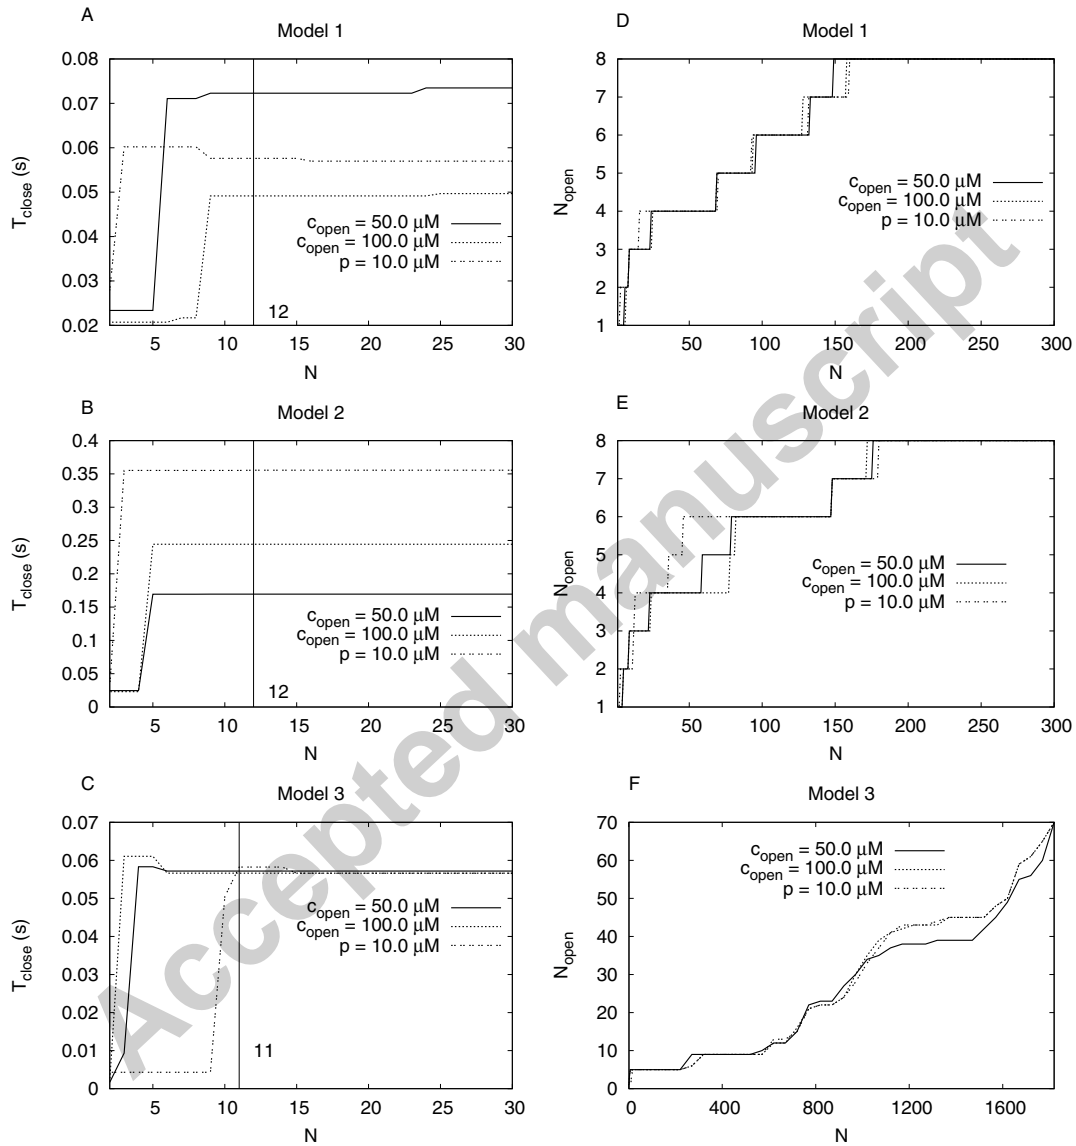 A
Model 1
T_close (s)
0.08
0.07
0.06
0.05
0.04
0.03
0.02
c_open = 50.0 μM
c_open = 100.0 μM
p = 10.0 μM
12
5 10 15 20 25 30
N
D
Model 1
N_open
8
7
6
5
4
3
2
1
c_open = 50.0 μM
c_open = 100.0 μM
p = 10.0 μM
50 100 150 200 250 300
N
B
Model 2
T_close (s)
0.4
0.35
0.3
0.25
0.2
0.15
0.1
0.05
0
c_open = 50.0 μM
c_open = 100.0 μM
p = 10.0 μM
12
5 10 15 20 25 30
N
E
Model 2
N_open
8
7
6
5
4
3
2
1
c_open = 50.0 μM
c_open = 100.0 μM
p = 10.0 μM
50 100 150 200 250 300
N
C
Model 3
T_close (s)
0.07
0.06
0.05
0.04
0.03
0.02
0.01
0
c_open = 50.0 μM
c_open = 100.0 μM
p = 10.0 μM
11
5 10 15 20 25 30
N
F
Model 3
N_open
70
60
50
40
30
20
10
0
c_open = 50.0 μM
c_open = 100.0 μM
p = 10.0 μM
0 400 800 1200 1600
N
Accepted manuscript